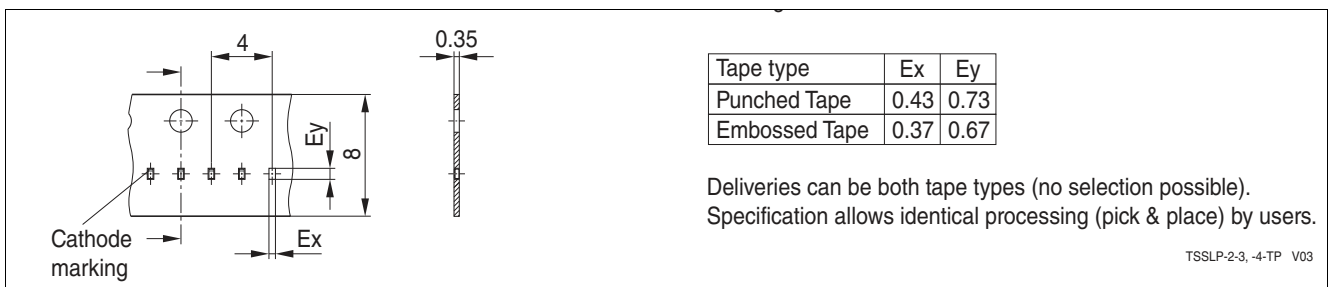 4
0.35
Ey
8
Cathode
marking
Ex
Tape type Ex Ey
Punched Tape 0.43 0.73
Embossed Tape 0.37 0.67
Deliveries can be both tape types (no selection possible).
Specification allows identical processing (pick & place) by users.
TSSLP-2-3, -4-TP V03